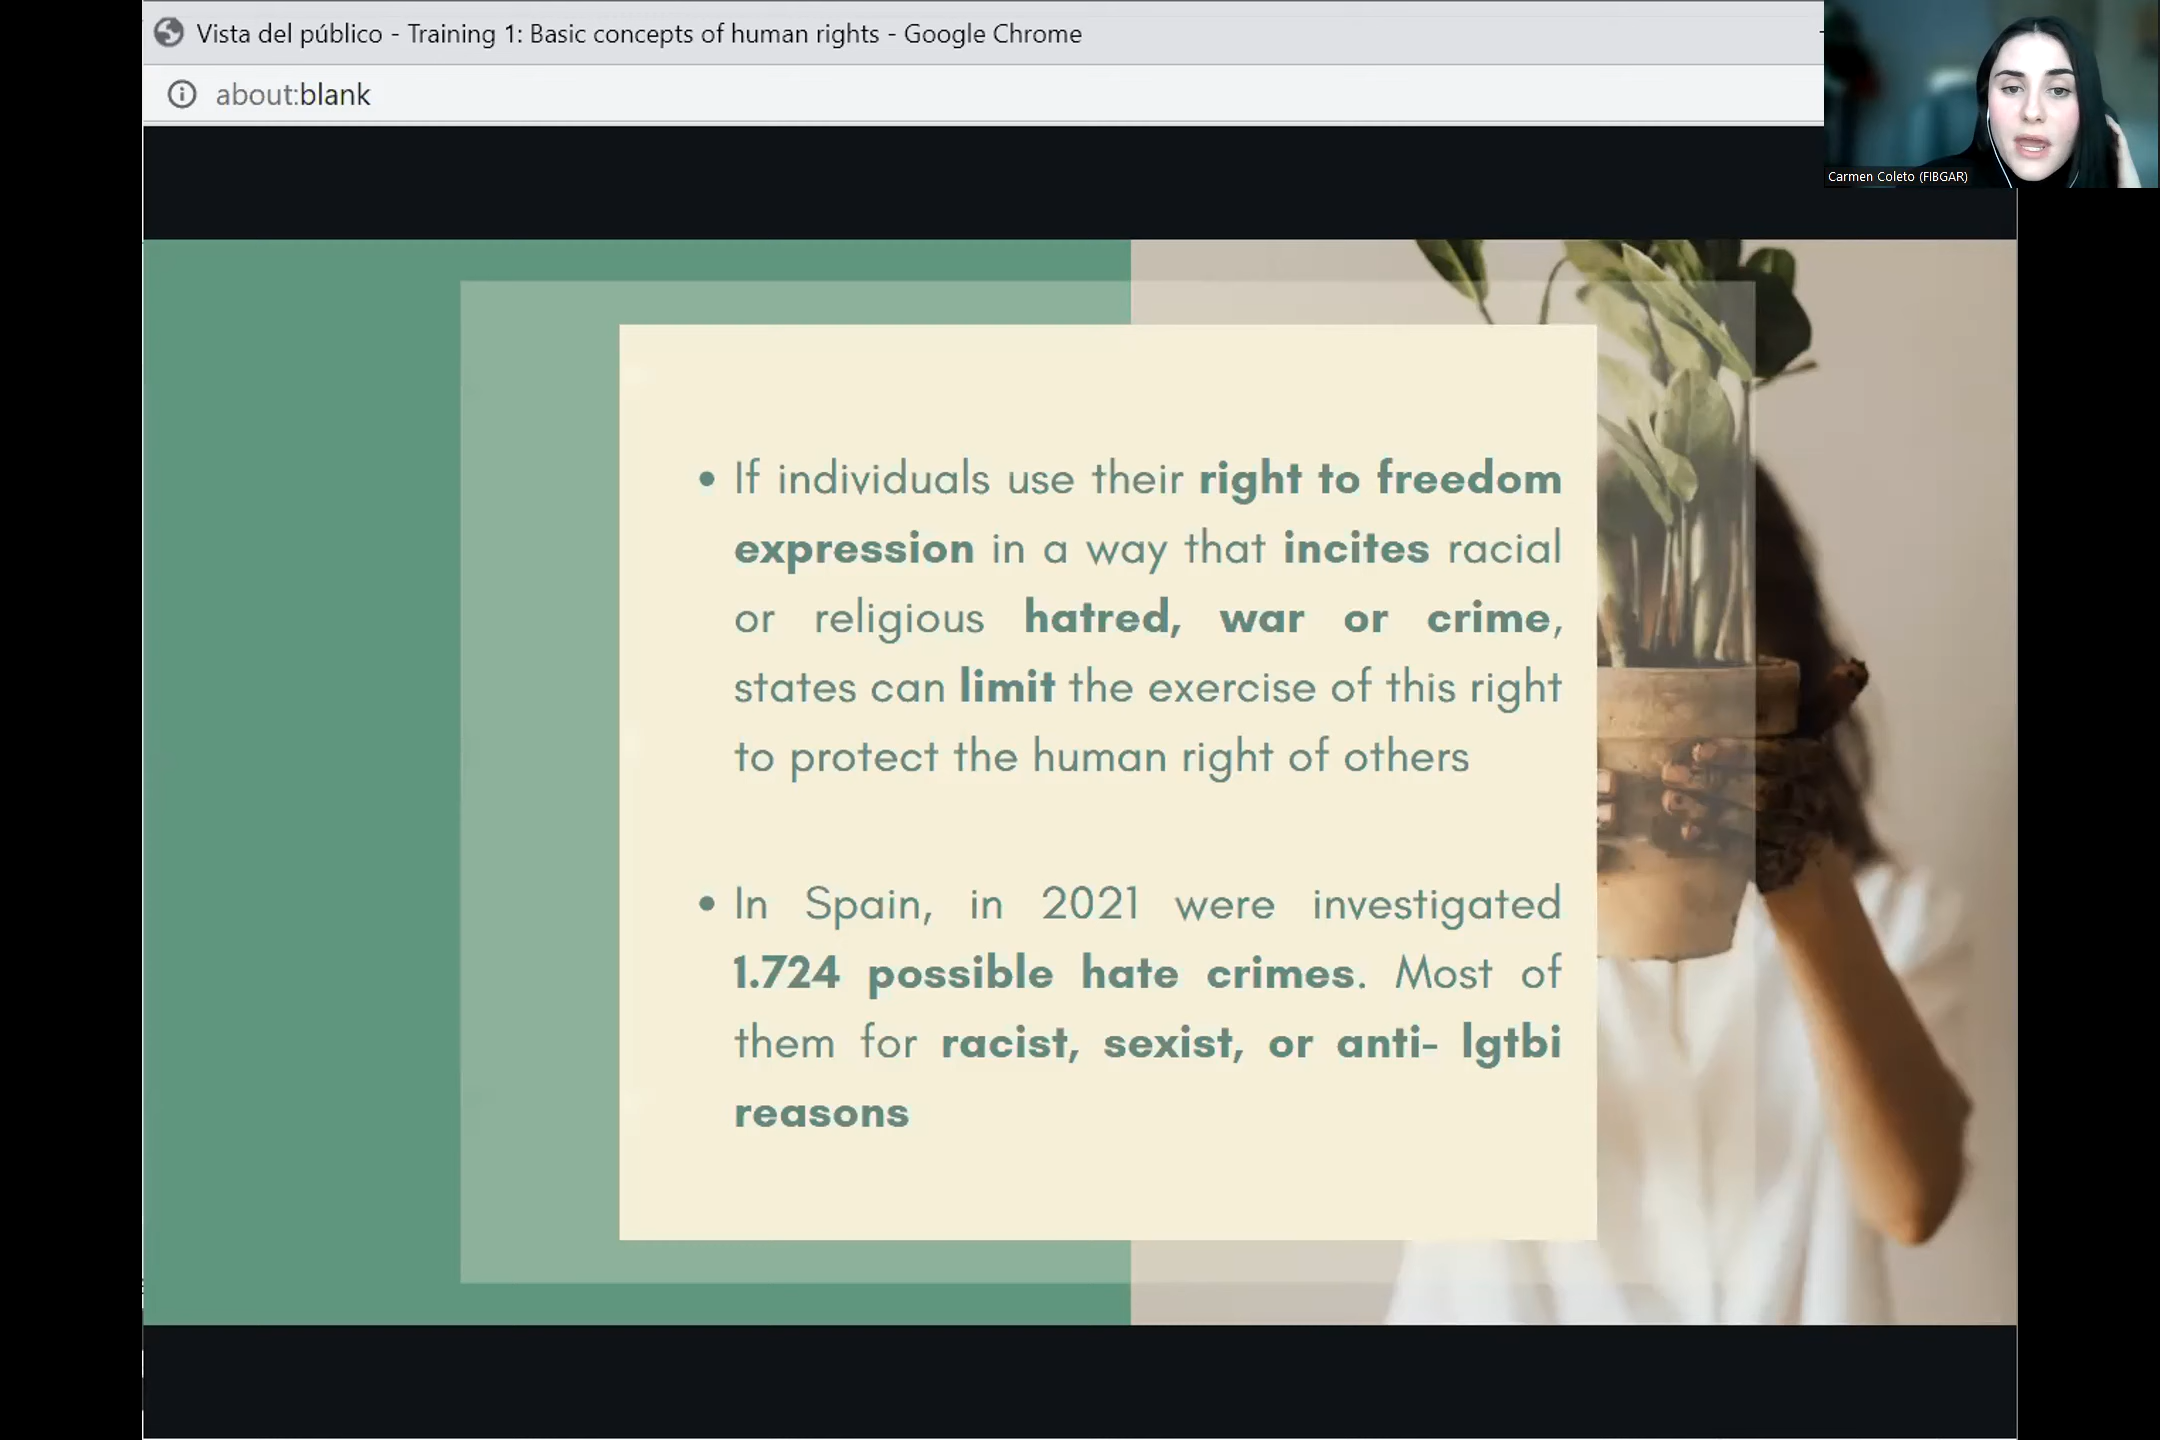 Vista del público - Training 1: Basic concepts of human rights - Google Chrome
about:blank
Carmen Coleto (FIBGAR)
• If individuals use their right to freedom
expression in a way that incites racial
or religious hatred, war or crime,
states can limit the exercise of this right
to protect the human right of others
• In Spain, in 2021 were investigated
1.724 possible hate crimes. Most of
them for racist, sexist, or anti- lgtbi
reasons